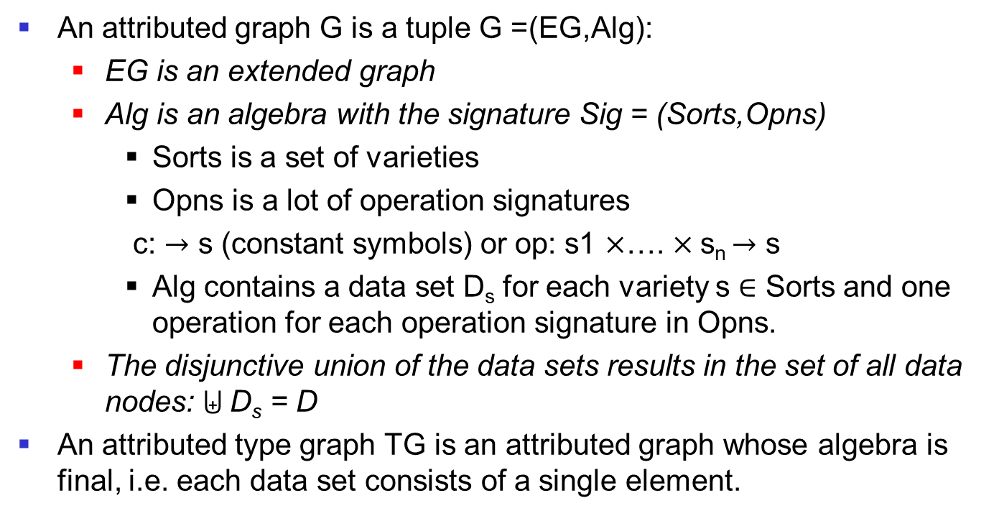 ▪ An attributed graph G is a tuple G =(EG,Alg):
▪ EG is an extended graph
▪ Alg is an algebra with the signature Sig = (Sorts,Opns)
▪ Sorts is a set of varieties
▪ Opns is a lot of operation signatures
c: → s (constant symbols) or op: s1 ×…. × sₙ → s
▪ Alg contains a data set Dₛ for each variety s ∈ Sorts and one
operation for each operation signature in Opns.
▪ The disjunctive union of the data sets results in the set of all data
nodes: ⨄ Dₛ = D
▪ An attributed type graph TG is an attributed graph whose algebra is
final, i.e. each data set consists of a single element.